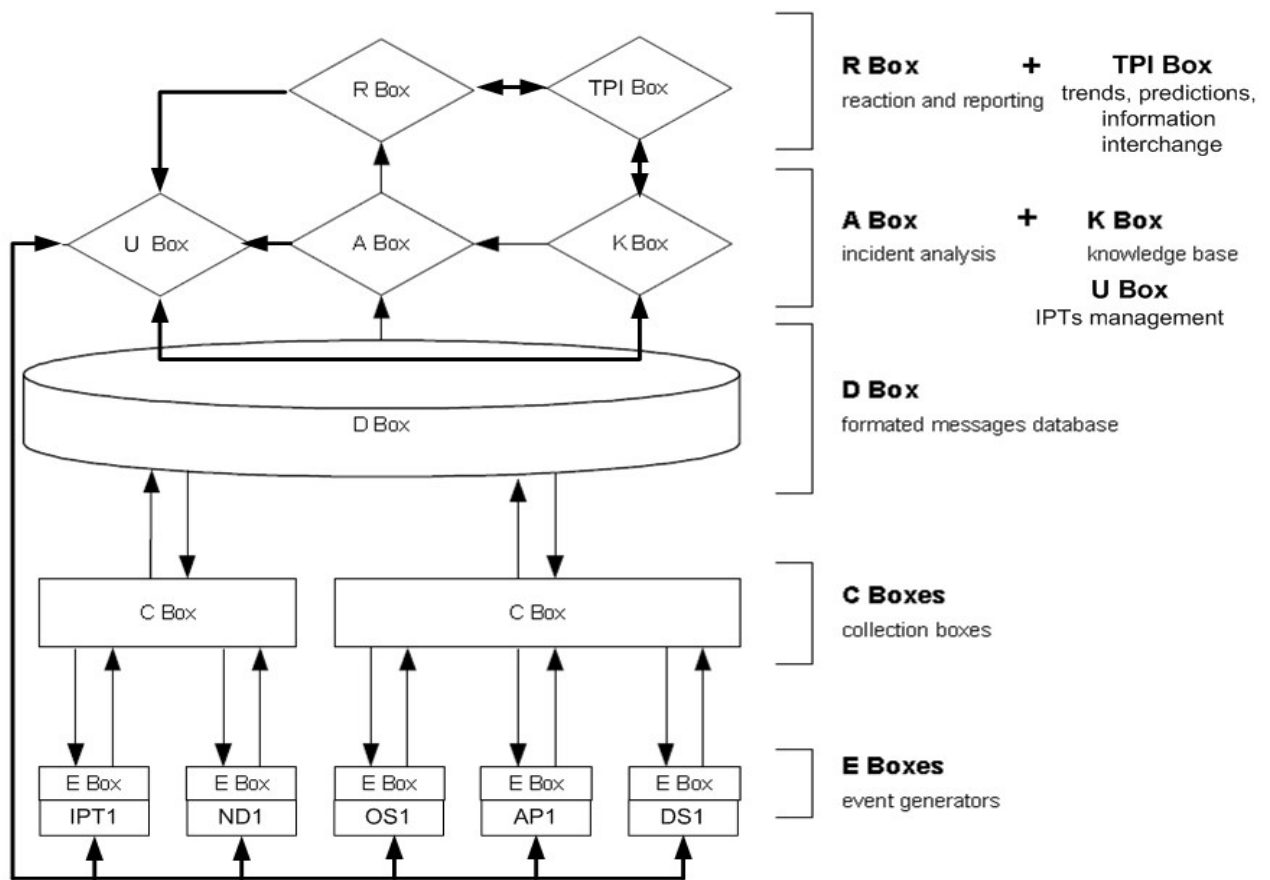 R Box
TPI Box
U Box
A Box
K Box
D Box
C Box
C Box
E Box
E Box
E Box
E Box
E Box
IPT1
ND1
OS1
AP1
DS1
R Box + TPI Box
reaction and reporting
trends, predictions,
information
interchange
A Box + K Box
incident analysis
knowledge base
U Box
IPTs management
D Box
formated messages database
C Boxes
collection boxes
E Boxes
event generators